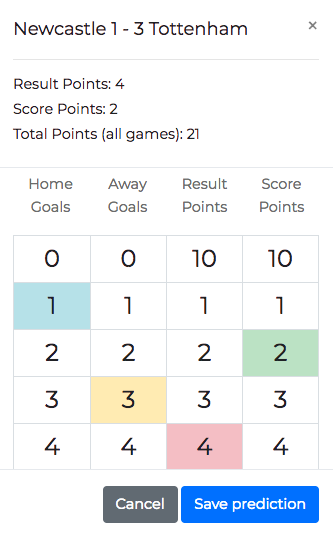 Newcastle 1 - 3 Tottenham ×
Result Points: 4
Score Points: 2
Total Points (all games): 21
Home Goals Away Goals Result Points Score Points
0 0 10 10
1 1 1 1
2 2 2 2
3 3 3 3
4 4 4 4
Cancel Save prediction